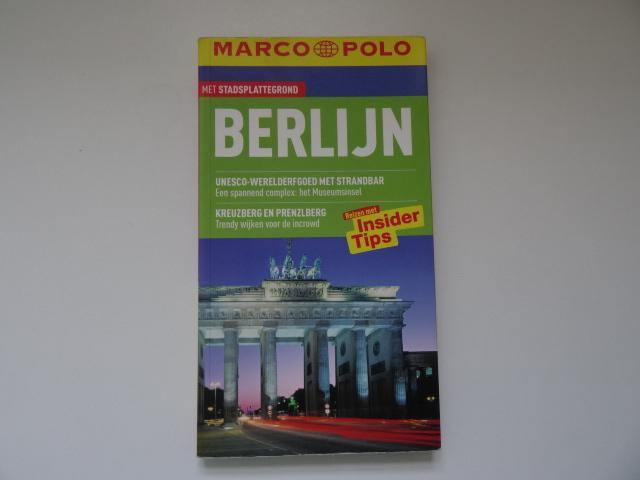 MARCO POLO
MET STADSPLATTEGROND
BERLIJN
UNESCO-WERELDERFGOED MET STRANDBAR
Een spannend complex: het Museumsinsel
KREUZBERG EN PRENZLBERG
Trendy wijken voor de incrowd
Reizen met
Insider
Tips